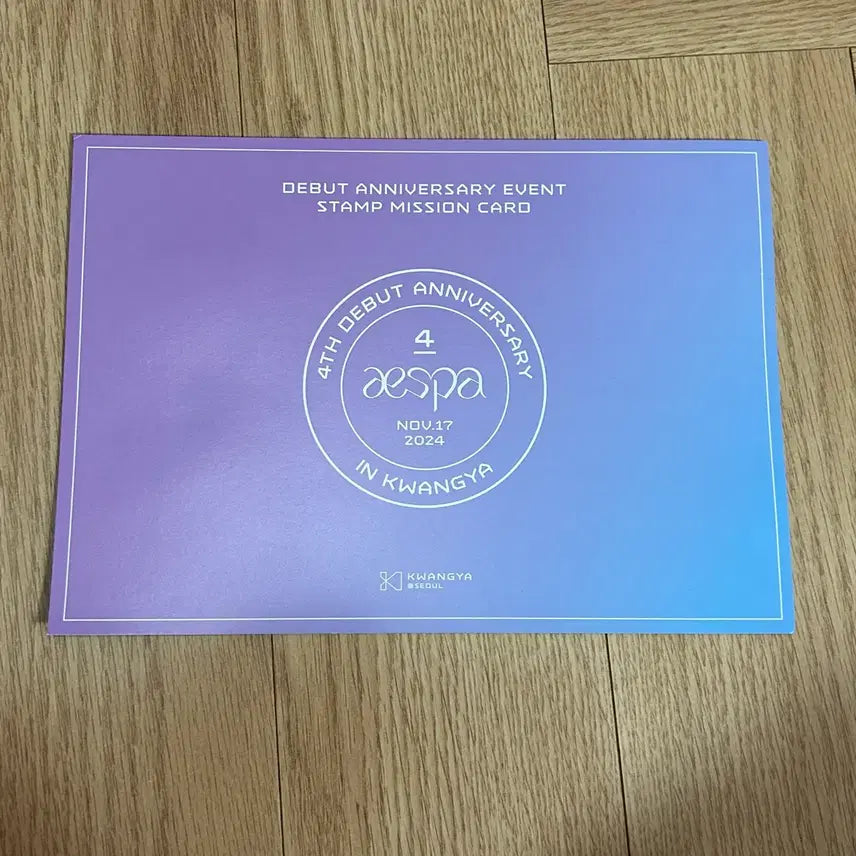 DEBUT ANNIVERSARY EVENT
STAMP MISSION CARD
4TH DEBUT ANNIVERSARY
4
aespa
NOV.17
2024
IN KWANGYA
KWANGYA
@SEOUL